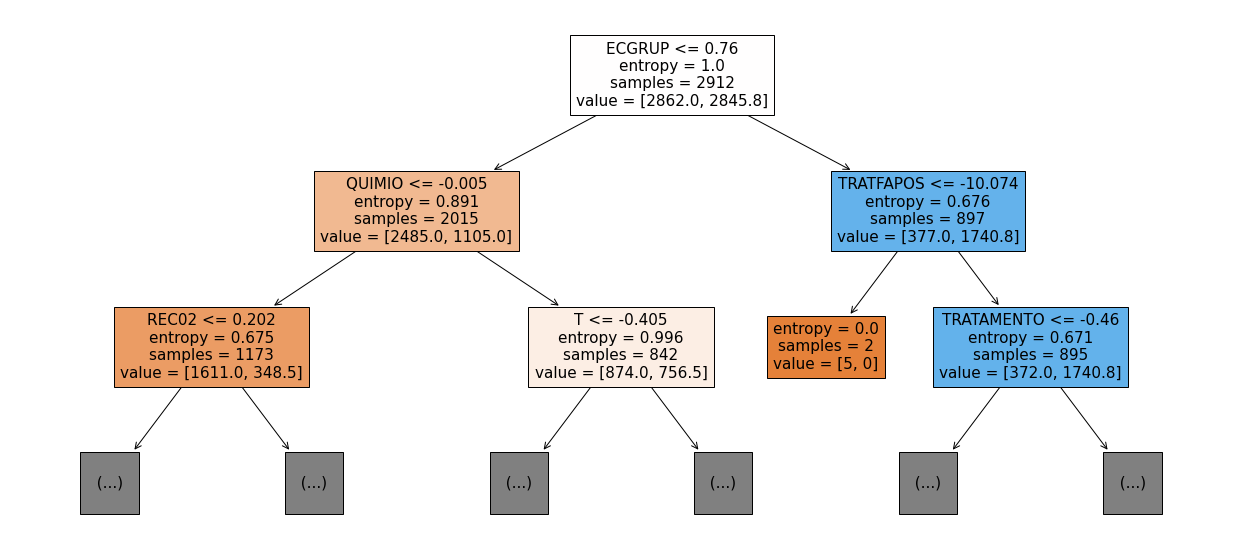 ECGRUP <= 0.76
entropy = 1.0
samples = 2912
value = [2862.0, 2845.8]
QUIMIO <= -0.005
entropy = 0.891
samples = 2015
value = [2485.0, 1105.0]
TRATFAPOS <= -10.074
entropy = 0.676
samples = 897
value = [377.0, 1740.8]
REC02 <= 0.202
entropy = 0.675
samples = 1173
value = [1611.0, 348.5]
T <= -0.405
entropy = 0.996
samples = 842
value = [874.0, 756.5]
entropy = 0.0
samples = 2
value = [5, 0]
TRATAMENTO <= -0.46
entropy = 0.671
samples = 895
value = [372.0, 1740.8]
(...)
(...)
(...)
(...)
(...)
(...)